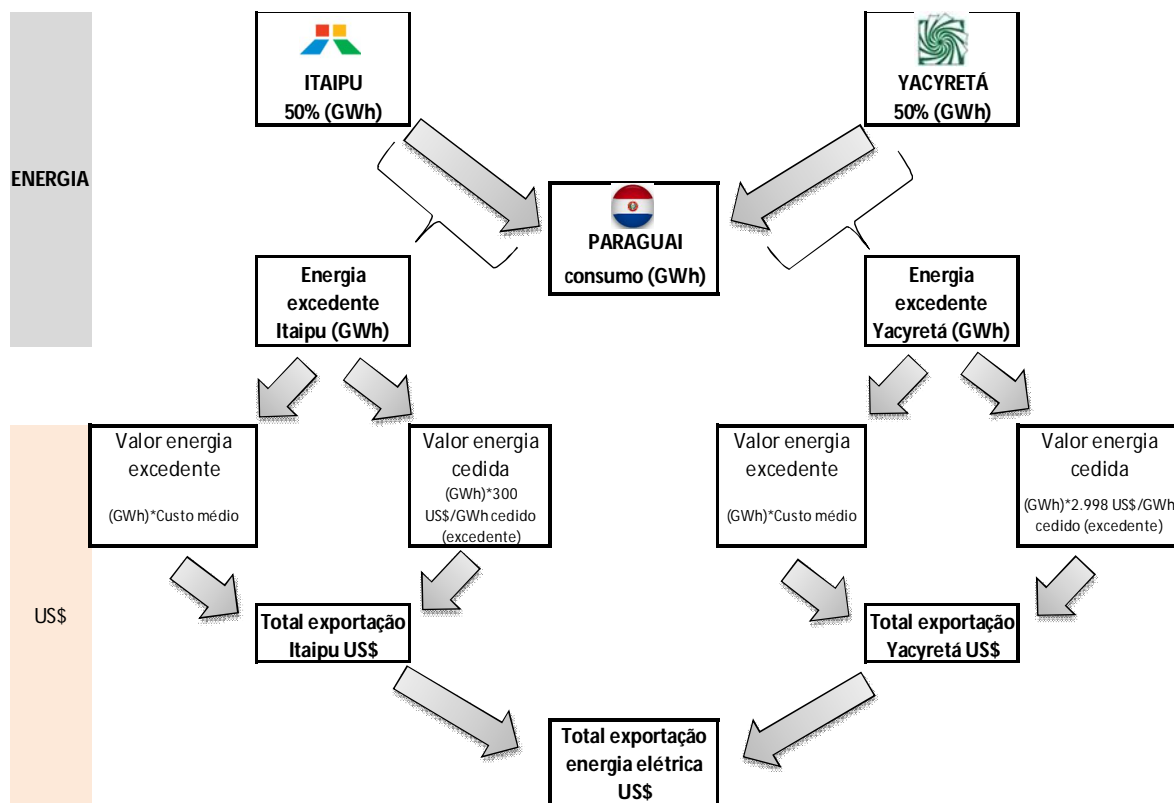 ITAIPU
50% (GWh)
YACYRETÁ
50% (GWh)
ENERGIA
PARAGUAI
consumo (GWh)
Energia
excedente
Itaipu (GWh)
Energia
excedente
Yacyretá (GWh)
US$
Valor energia
excedente
(GWh)*Custo médio
Valor energia
cedida
(GWh)*300
US$/GWh cedido
(excedente)
Valor energia
excedente
(GWh)*Custo médio
Valor energia
cedida
(GWh)*2.998 US$/GWh
cedido (excedente)
Total exportação
Itaipu US$
Total exportação
Yacyretá US$
Total exportação
energia elétrica
US$